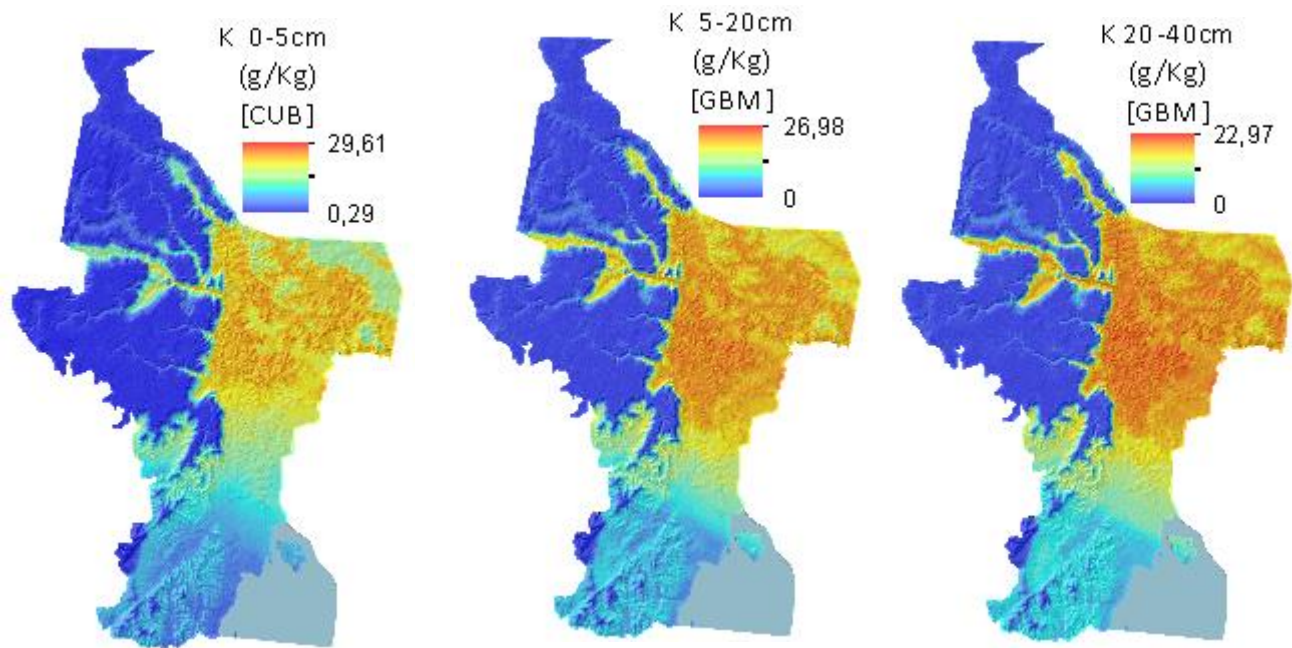 K 0-5cm
(g/Kg)
[CUB]
29,61
0,29
K 5-20cm
(g/Kg)
[GBM]
26,98
0
K 20-40cm
(g/Kg)
[GBM]
22,97
0